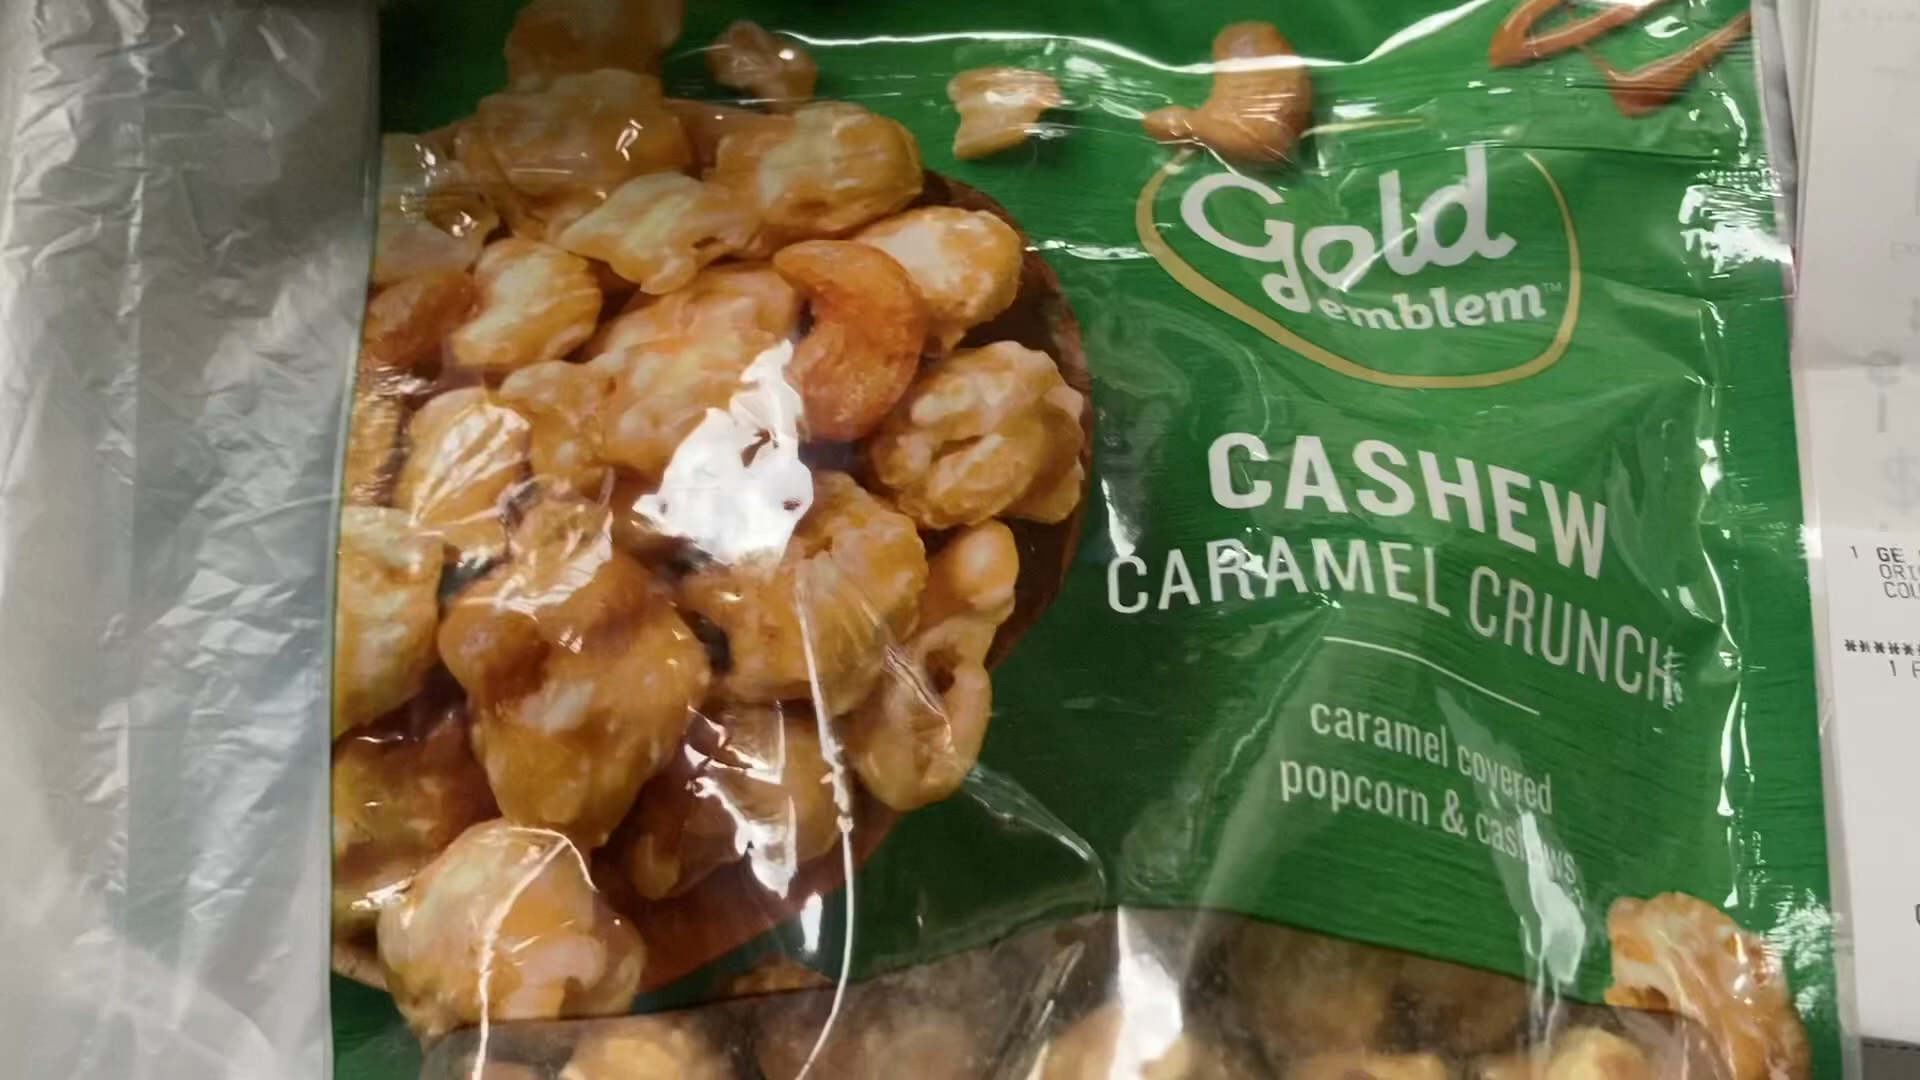 Gold
emblem™
CASHEW
CARAMEL CRUNCH
caramel covered
popcorn & cashews
1 GE